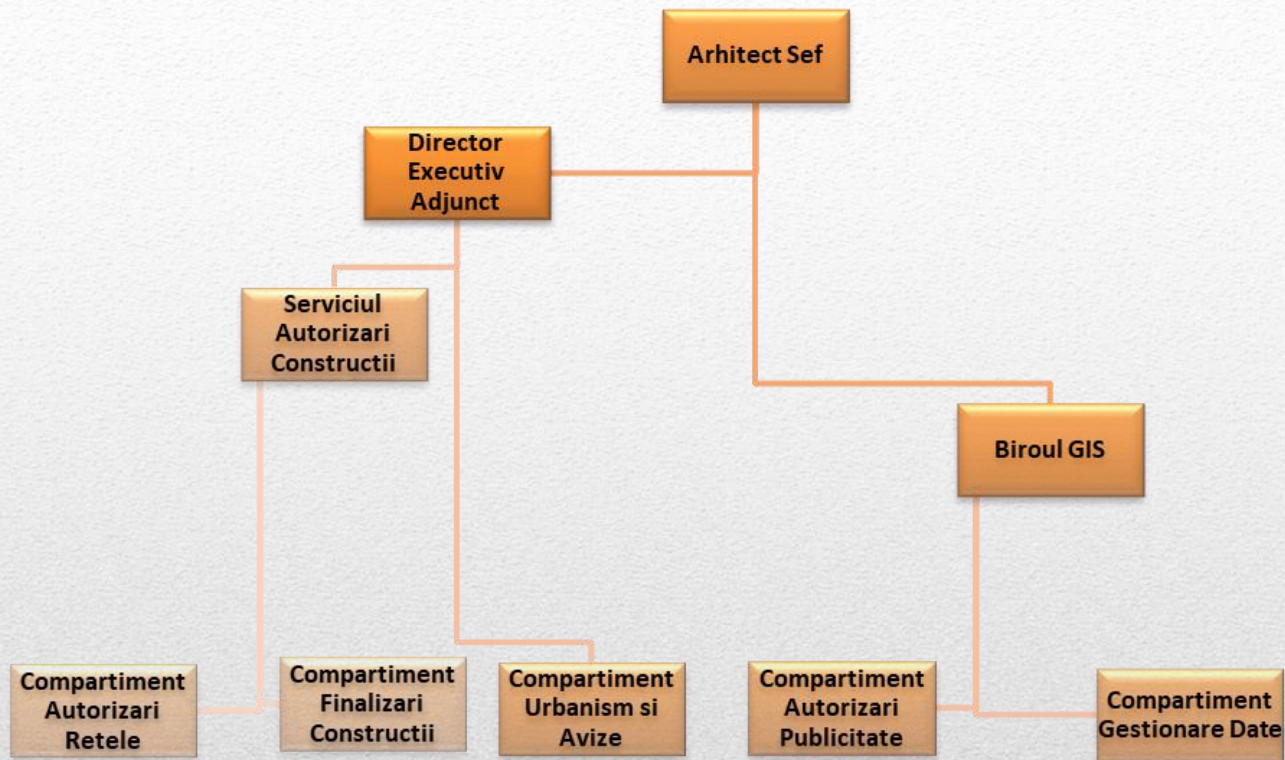 Arhitect Sef
Director
Executiv
Adjunct
Serviciul
Autorizari
Constructii
Biroul GIS
Compartiment
Autorizari
Retele
Compartiment
Finalizari
Constructii
Compartiment
Urbanism si
Avize
Compartiment
Autorizari
Publicitate
Compartiment
Gestionare Date